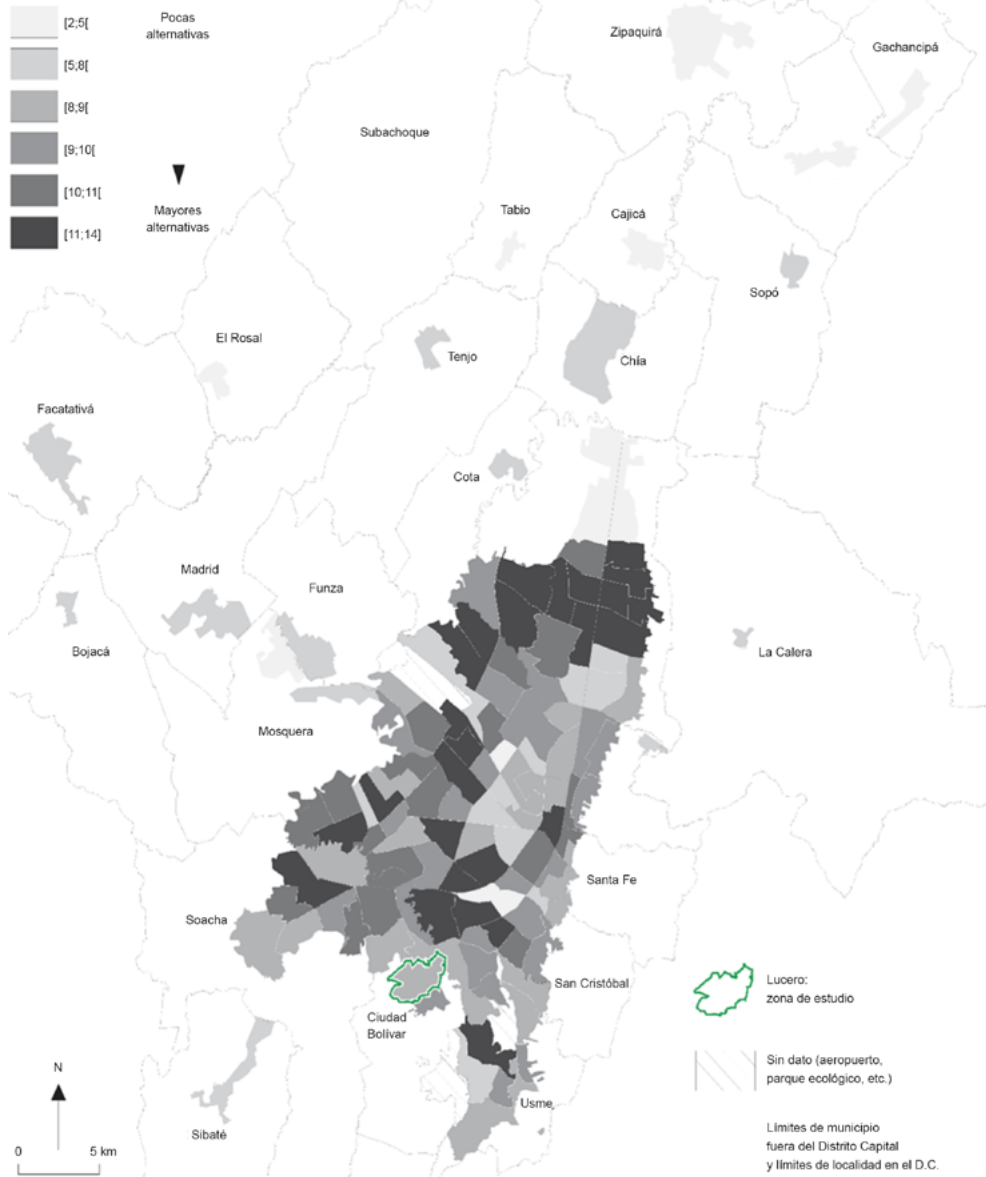 [2;5[
Pocas
alternativas
[5;8[
[8;9[
[9;10[
[10;11[
Mayores
alternativas
[11;14]
Zipaquirá
Gachancipá
Subachoque
Tabio
Cajicá
Sopó
El Rosal
Tenjo
Chía
Facatativá
Cota
Madrid
Funza
Bojacá
La Calera
Mosquera
Santa Fe
Soacha
San Cristóbal
Lucero:
zona de estudio
Ciudad
Bolívar
Sin dato (aeropuerto,
parque ecológico, etc.)
N
Usme
Sibaté
Límites de municipio
fuera del Distrito Capital
y límites de localidad en el D.C.
0 5 km